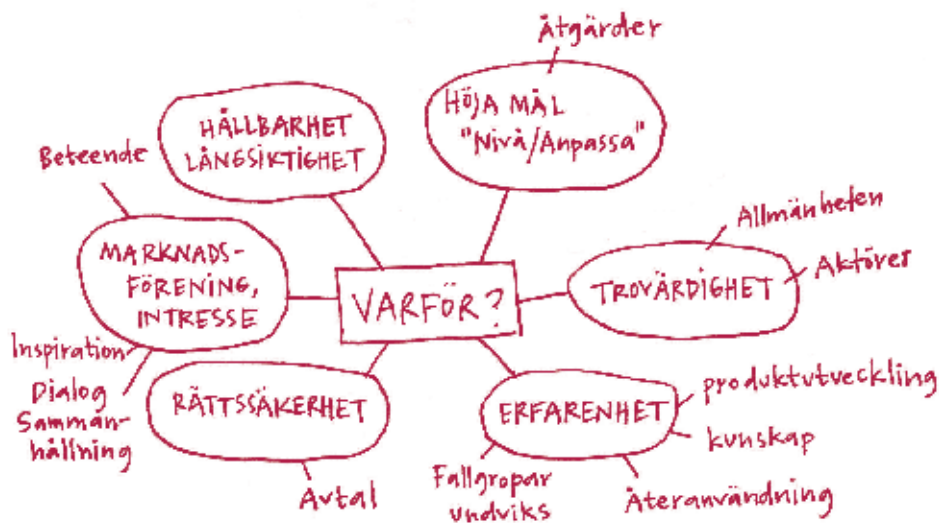 Åtgärder
HÖJA MÅL
"Nivå/Anpassa"
HÅLLBARHET
LÅNGSIKTIGHET
Beteende
MARKNADS-
FÖRENING,
INTRESSE
Inspiration
Dialog
Samman-
hållning
VARFÖR?
Allmänheten
Aktörer
TROVÄRDIGHET
RÄTTSSÄKERHET
Avtal
ERFARENHET
produktutveckling
kunskap
Återanvändning
Fallgropar
undviks